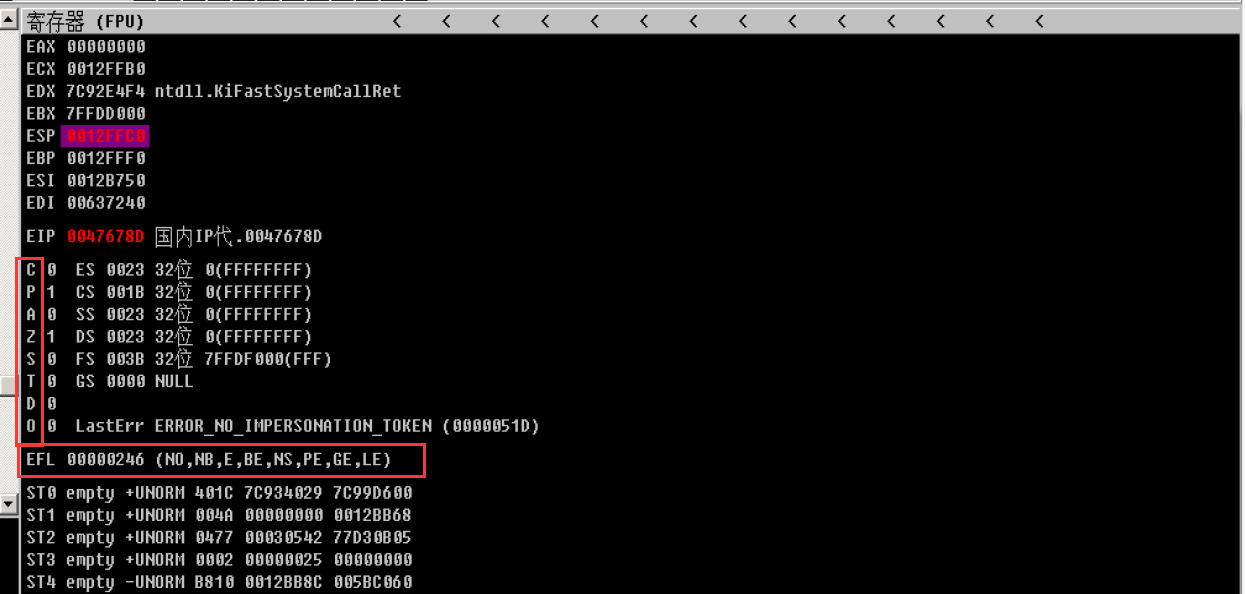 寄存器 (FPU) < < < < < < < < < < < < < <
EAX 00000000
ECX 0012FFB0
EDX 7C92E4F4 ntdll.KiFastSystemCallRet
EBX 7FFDD000
ESP 0012FFC0
EBP 0012FFF0
ESI 0012B750
EDI 00637240
EIP 0047678D 国内IP代.0047678D
C 0 ES 0023 32位 0(FFFFFFFF)
P 1 CS 001B 32位 0(FFFFFFFF)
A 0 SS 0023 32位 0(FFFFFFFF)
Z 1 DS 0023 32位 0(FFFFFFFF)
S 0 FS 003B 32位 7FFDF000(FFF)
T 0 GS 0000 NULL
D 0
O 0 LastErr ERROR_NO_IMPERSONATION_TOKEN (0000051D)
EFL 00000246 (NO,NB,E,BE,NS,PE,GE,LE)
ST0 empty +UNORM 401C 7C934029 7C99D600
ST1 empty +UNORM 004A 00000000 0012BB68
ST2 empty +UNORM 0477 00030542 77D30B05
ST3 empty +UNORM 0002 00000025 00000000
ST4 empty -UNORM B810 0012BB8C 005BC060